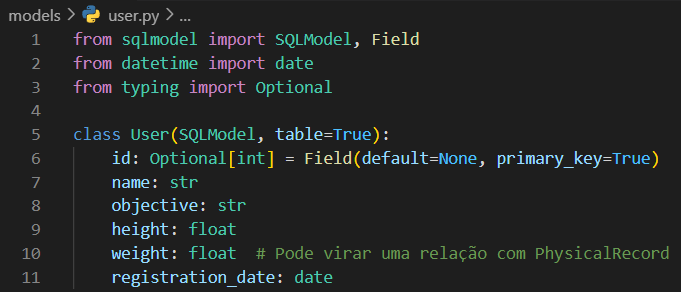 models > user.py > ...
1 from sqlmodel import SQLModel, Field
2 from datetime import date
3 from typing import Optional
4
5 class User(SQLModel, table=True):
6     id: Optional[int] = Field(default=None, primary_key=True)
7     name: str
8     objective: str
9     height: float
10     weight: float  # Pode virar uma relação com PhysicalRecord
11     registration_date: date